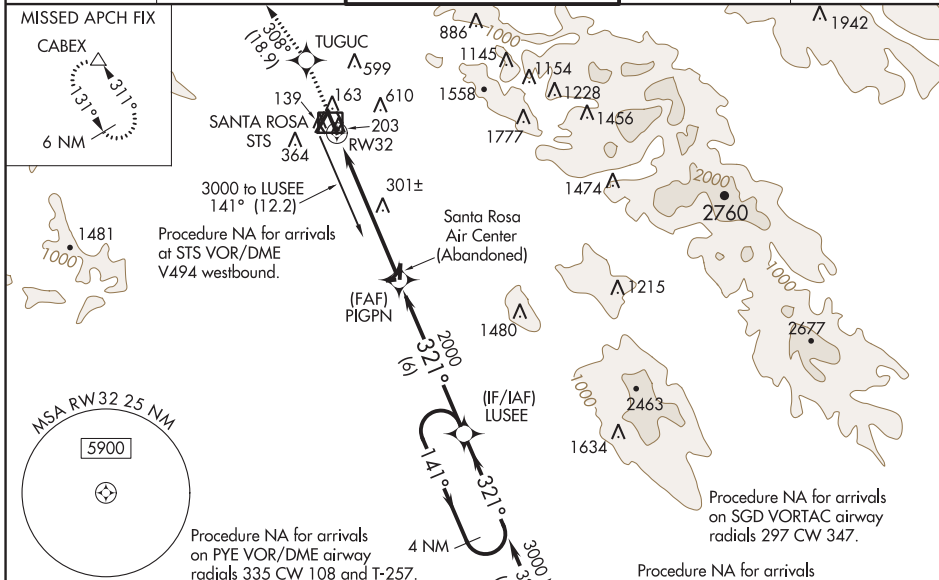 MISSED APCH FIX
CABEX
131°
311°
6 NM
308°
(18.9)
TUGUC
599
886
1000
1145
1154
1558
1228
1456
1777
1942
139
163
610
SANTA ROSA
STS
203
RW32
364
3000 to LUSEE
141° (12.2)
301±
1474
2000
2760
1481
1000
Procedure NA for arrivals
at STS VOR/DME
V494 westbound.
Santa Rosa
Air Center
(Abandoned)
(FAF)
PIGPN
1480
1215
1000
2677
2000
321°
(6)
(IF/IAF)
LUSEE
1000
2463
1634
MSA RW32 25 NM
5900
141°
321°
4 NM
3000
Procedure NA for arrivals
on PYE VOR/DME airway
radials 335 CW 108 and T-257.
Procedure NA for arrivals
on SGD VORTAC airway
radials 297 CW 347.
Procedure NA for arrivals